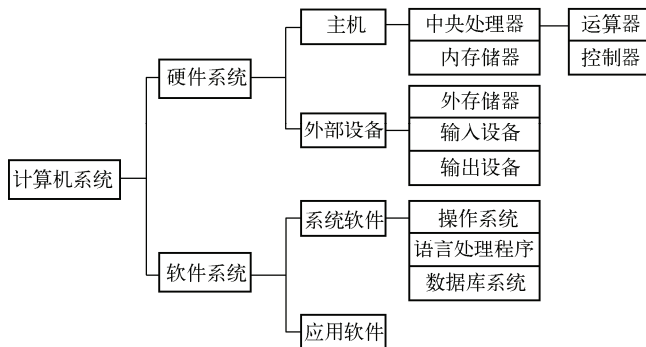 主机
中央处理器
运算器
内存储器
控制器
硬件系统
外存储器
外部设备
输入设备
输出设备
计算机系统
系统软件
操作系统
语言处理程序
软件系统
数据库系统
应用软件